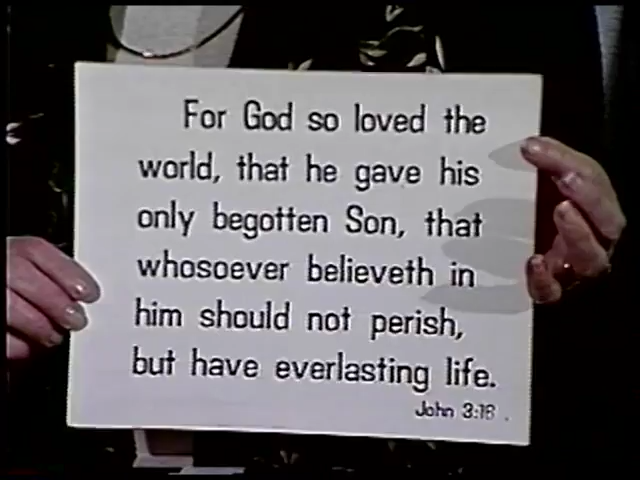 For God so loved the
world, that he gave his
only begotten Son, that
whosoever believeth in
him should not perish,
but have everlasting life.
John 3:16